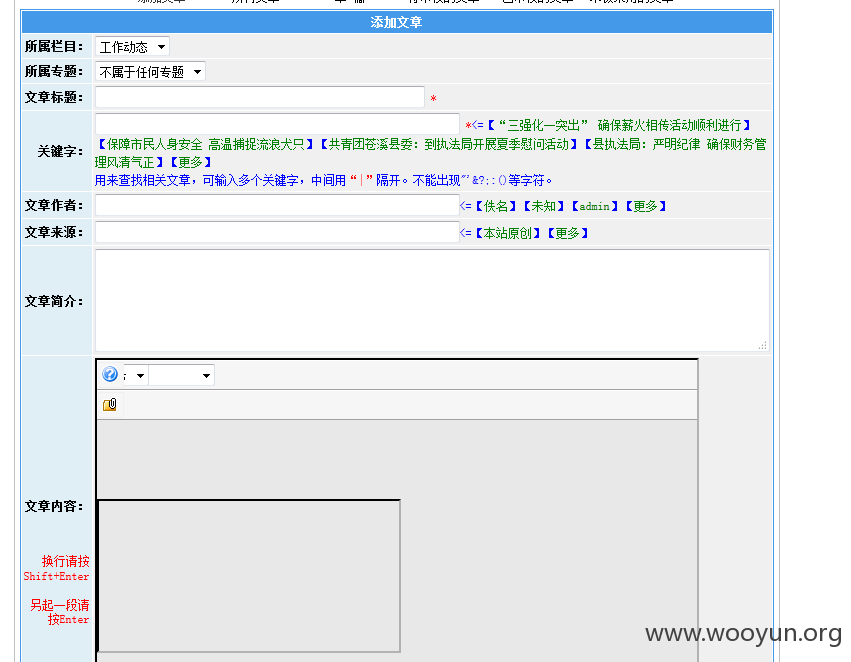 添加文章
所属栏目： 工作动态
所属专题： 不属于任何专题
文章标题： *
关键字： *<=【“三强化一突出” 确保薪火相传活动顺利进行】
【保障市民人身安全 高温捕捉流浪犬只】【共青团苍溪县委：到执法局开展夏季慰问活动】【县执法局：严明纪律 确保财务管
理风清气正】【更多】
用来查找相关文章，可输入多个关键字，中间用“|”隔开。不能出现"'&?;:()等字符。
文章作者： <=【佚名】【未知】【admin】【更多】
文章来源： <=【本站原创】【更多】
文章简介：
文章内容：
换行请按
Shift+Enter
另起一段请
按Enter
www.wooyun.org